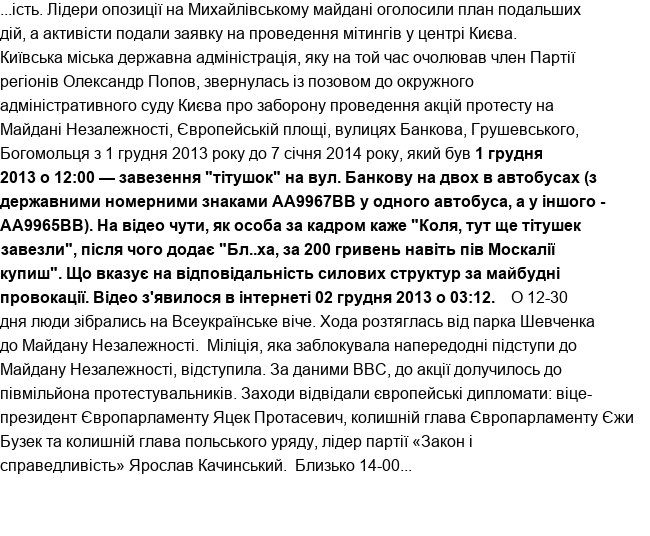 ...ість. Лідери опозиції на Михайлівському майдані оголосили план подальших
дій, а активісти подали заявку на проведення мітингів у центрі Києва.
Київська міська державна адміністрація, яку на той час очолював член Партії
регіонів Олександр Попов, звернулась із позовом до окружного
адміністративного суду Києва про заборону проведення акцій протесту на
Майдані Незалежності, Європейській площі, вулицях Банкова, Грушевського,
Богомольця з 1 грудня 2013 року до 7 січня 2014 року, який був 1 грудня
2013 о 12:00 — завезення "тітушок" на вул. Банкову на двох в автобусах (з
державними номерними знаками AA9967BB у одного автобуса, а у іншого -
AA9965BB). На відео чути, як особа за кадром каже "Коля, тут ще тітушек
завезли", після чого додає "Бл..ха, за 200 гривень навіть пів Москалії
купиш". Що вказує на відповідальність силових структур за майбудні
провокації. Відео з'явилося в інтернеті 02 грудня 2013 о 03:12.    О 12-30
дня люди зібрались на Всеукраїнське віче. Хода розтяглась від парка Шевченка
до Майдану Незалежності.  Міліція, яка заблокувала напередодні підступи до
Майдану Незалежності, відступила. За даними BBC, до акції долучилось до
півмільйона протестувальників. Заходи відвідали європейські дипломати: віце-
президент Європарламенту Яцек Протасевич, колишній глава Європарламенту Єжи
Бузек та колишній глава польського уряду, лідер партії «Закон і
справедливість» Ярослав Качинський.  Близько 14-00...